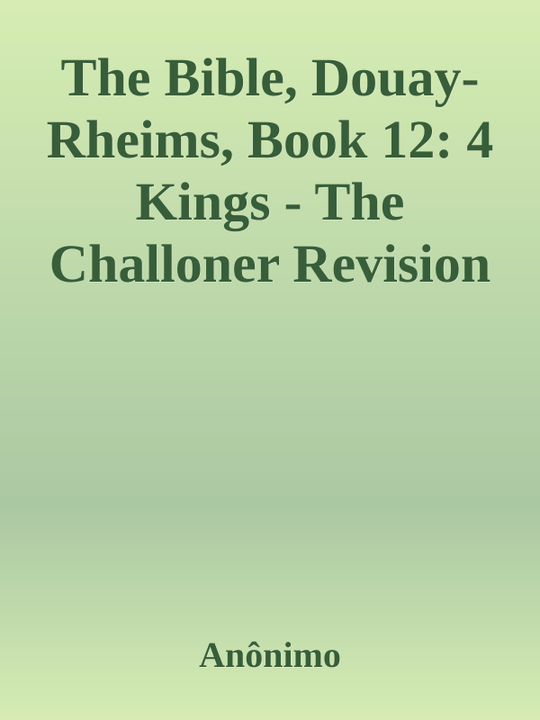 The Bible, Douay-
Rheims, Book 12: 4
Kings - The
Challoner Revision
Anônimo